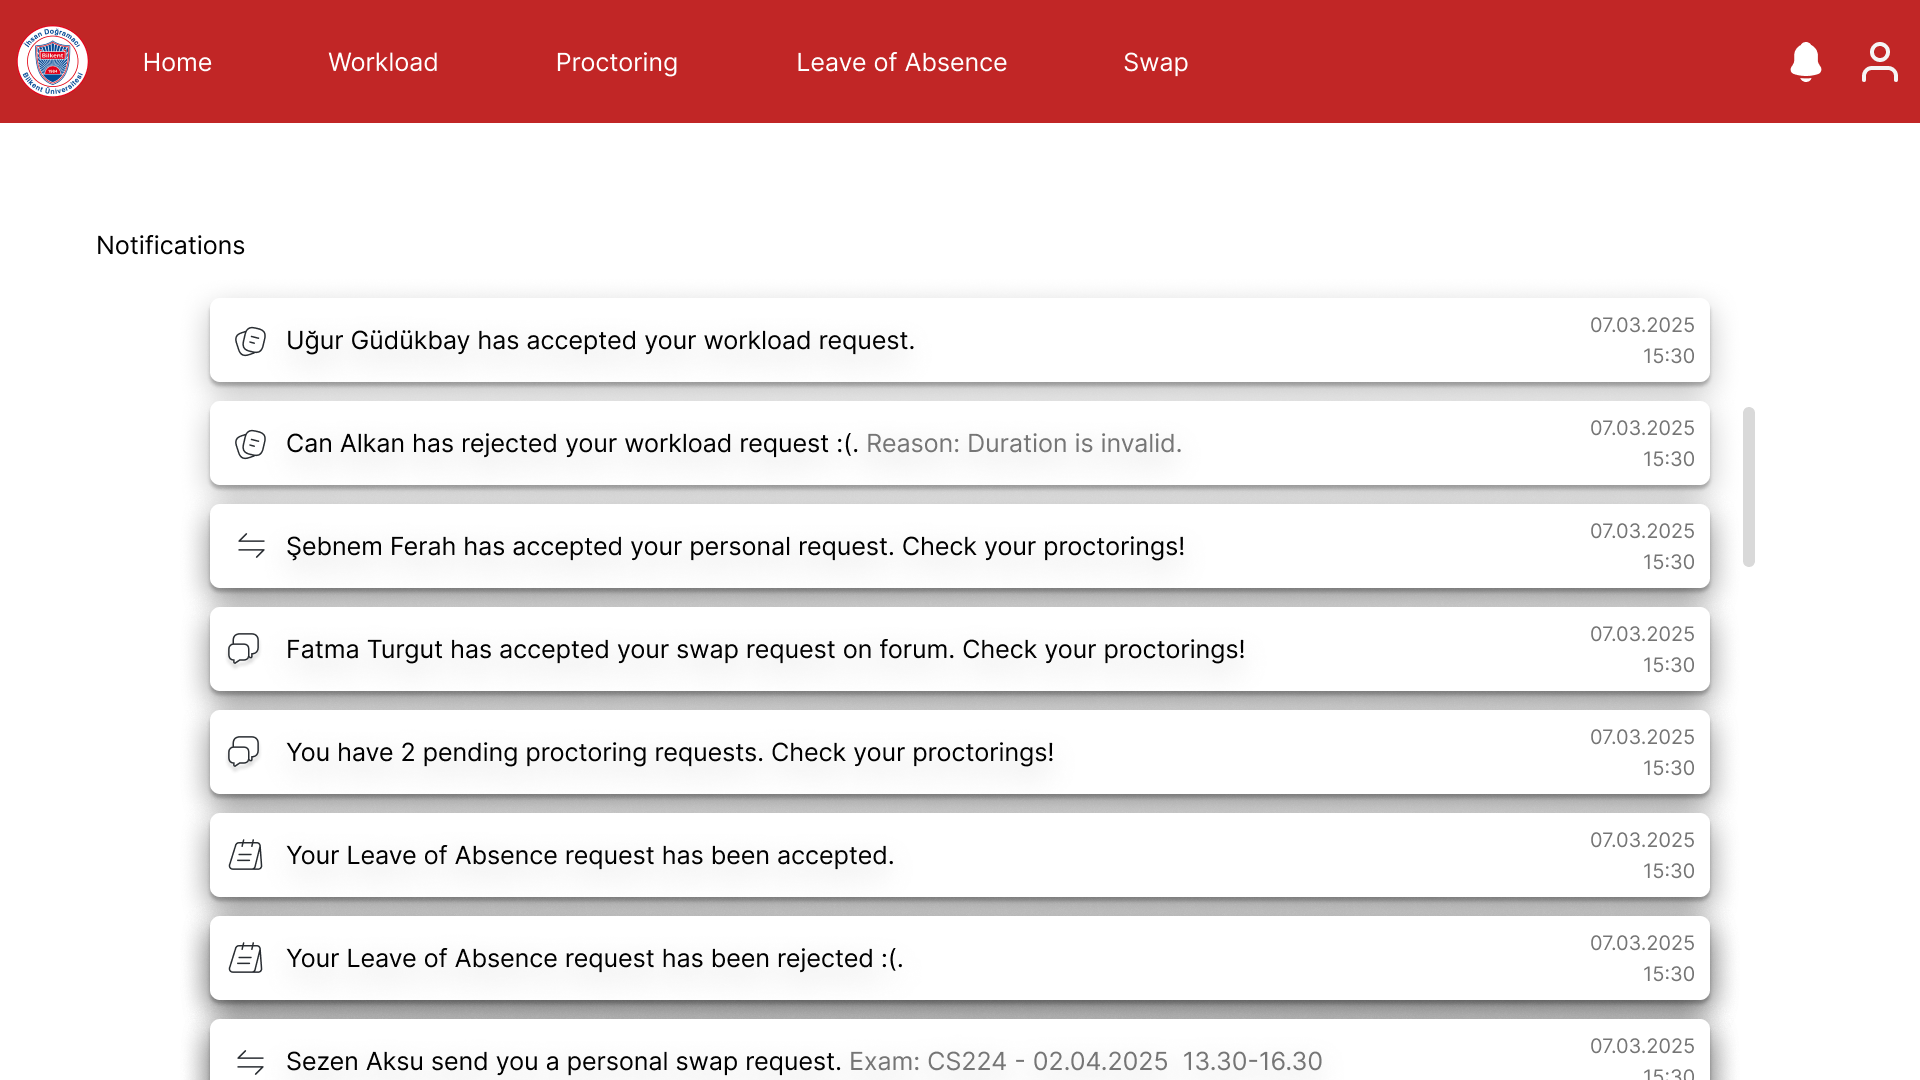 İhsan Doğramacı
Bilkent
1984
Bilkent Üniversitesi
Home Workload Proctoring Leave of Absence Swap
Notifications
Uğur Güdükbay has accepted your workload request.
07.03.2025
15:30
Can Alkan has rejected your workload request :(. Reason: Duration is invalid.
07.03.2025
15:30
Şebnem Ferah has accepted your personal request. Check your proctorings!
07.03.2025
15:30
Fatma Turgut has accepted your swap request on forum. Check your proctorings!
07.03.2025
15:30
You have 2 pending proctoring requests. Check your proctorings!
07.03.2025
15:30
Your Leave of Absence request has been accepted.
07.03.2025
15:30
Your Leave of Absence request has been rejected :(.
07.03.2025
15:30
Sezen Aksu send you a personal swap request. Exam: CS224 - 02.04.2025 13.30-16.30
07.03.2025
15:30